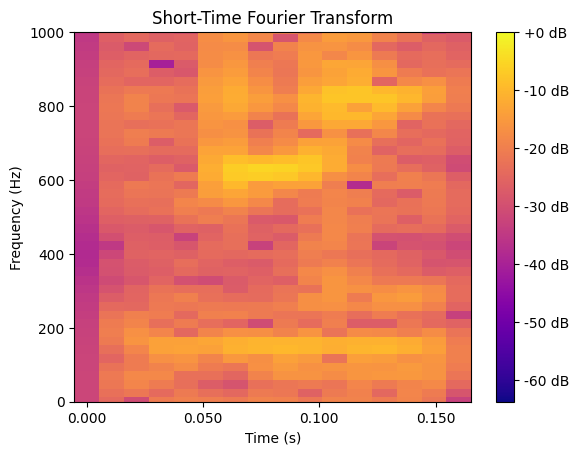 Short-Time Fourier Transform
Frequency (Hz)
1000
800
600
400
200
0
0.000
0.050
0.100
0.150
Time (s)
+0 dB
-10 dB
-20 dB
-30 dB
-40 dB
-50 dB
-60 dB